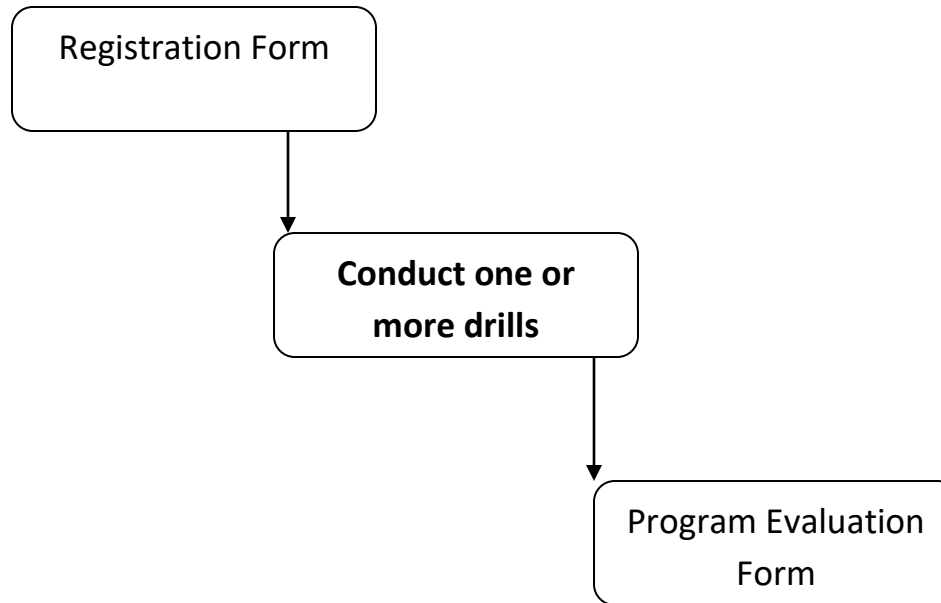 Registration Form
Conduct one or
more drills
Program Evaluation
Form